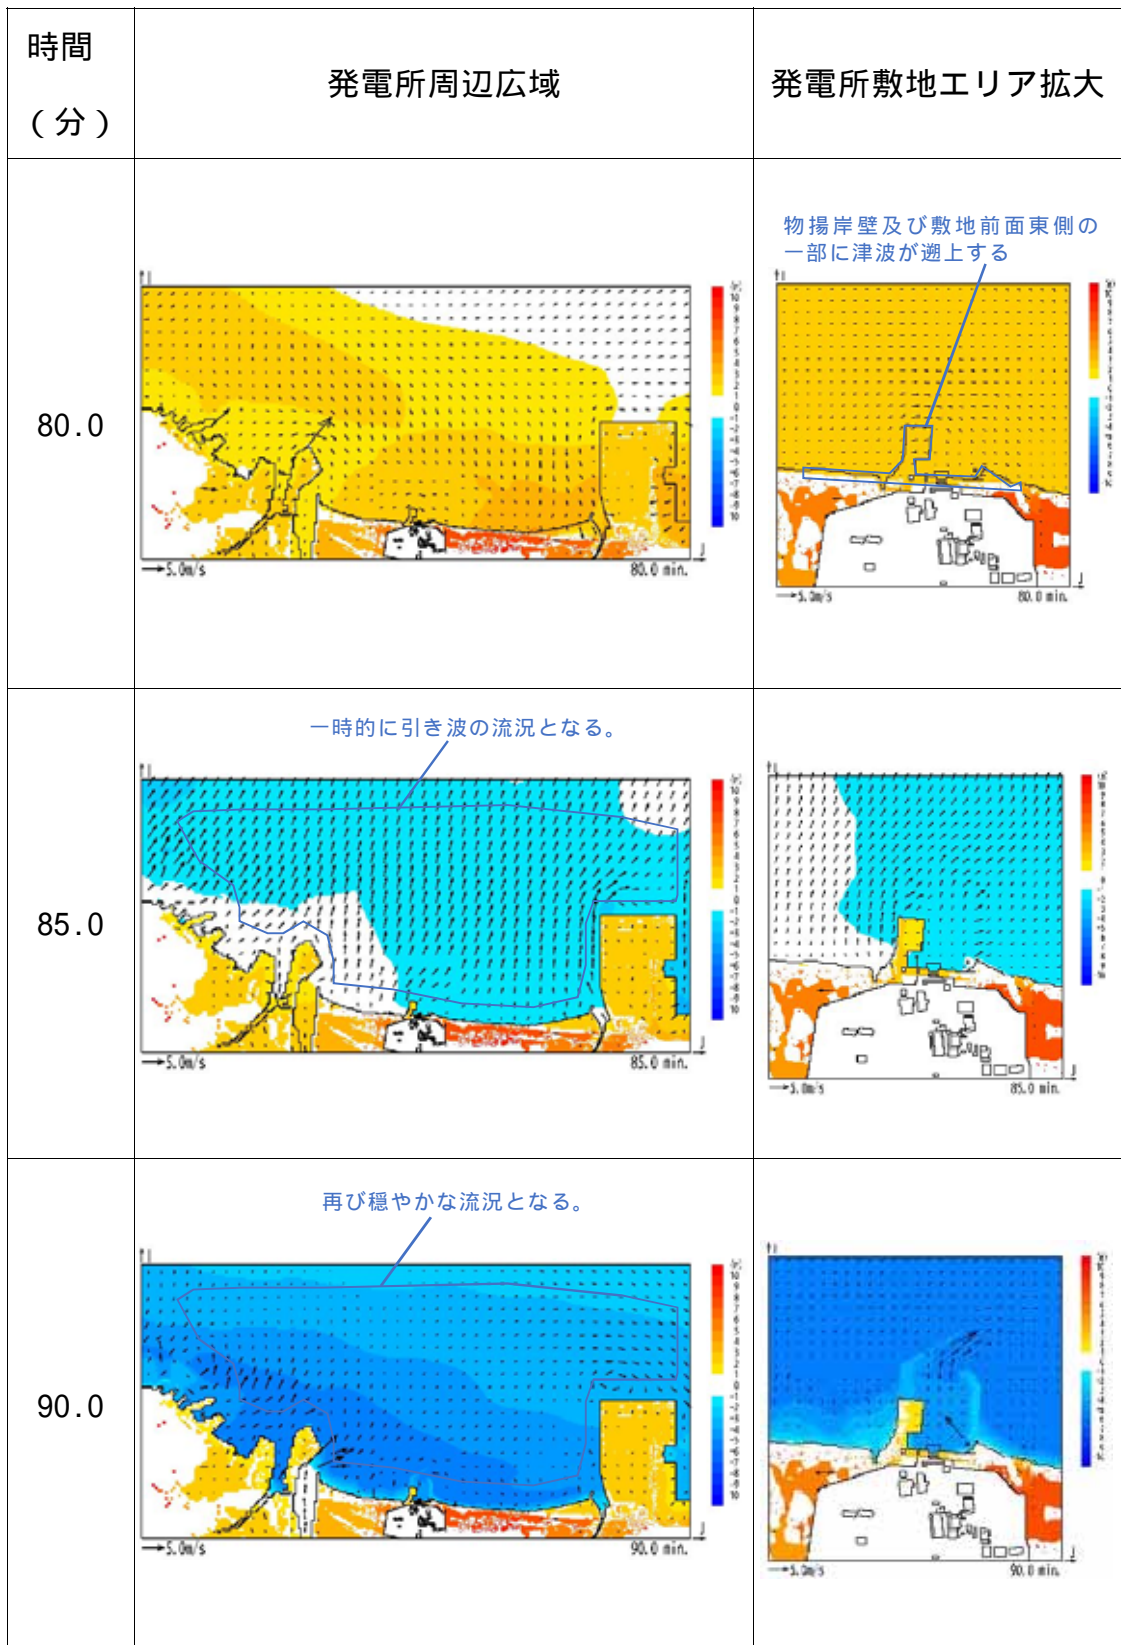 時間
(分)
発電所周辺広域
発電所敷地エリア拡大
80.0
物揚岸壁及び敷地前面東側の
一部に津波が遡上する
5.0m/s
80.0 min.
5.0m/s
80.0 min.
85.0
一時的に引き波の流況となる。
5.0m/s
85.0 min.
5.0m/s
85.0 min.
90.0
再び穏やかな流況となる。
5.0m/s
90.0 min.
5.0m/s
90.0 min.